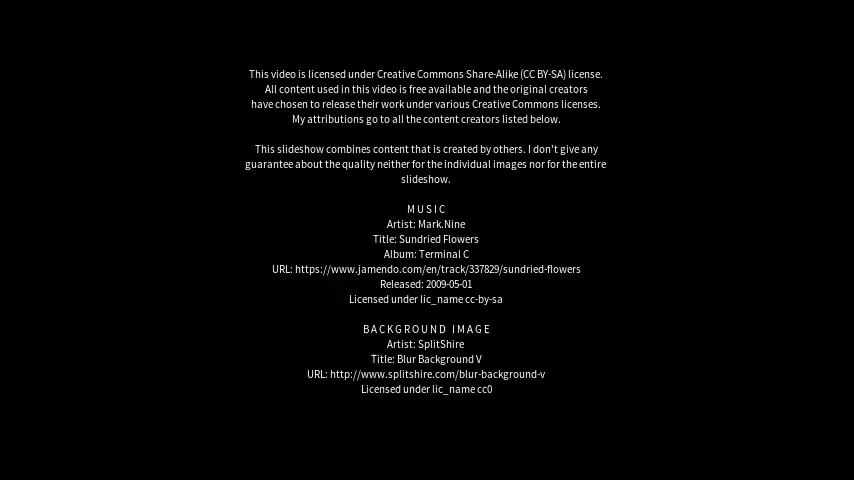 This video is licensed under Creative Commons Share-Alike (CC BY-SA) license.
All content used in this video is free available and the original creators
have chosen to release their work under various Creative Commons licenses.
My attributions go to all the content creators listed below.
This slideshow combines content that is created by others. I don't give any
guarantee about the quality neither for the individual images nor for the entire
slideshow.
MUSIC
Artist: Mark.Nine
Title: Sundried Flowers
Album: Terminal C
URL: https://www.jamendo.com/en/track/337829/sundried-flowers
Released: 2009-05-01
Licensed under lic_name cc-by-sa
BACKGROUND IMAGE
Artist: SplitShire
Title: Blur Background V
URL: http://www.splitshire.com/blur-background-v
Licensed under lic_name cc0